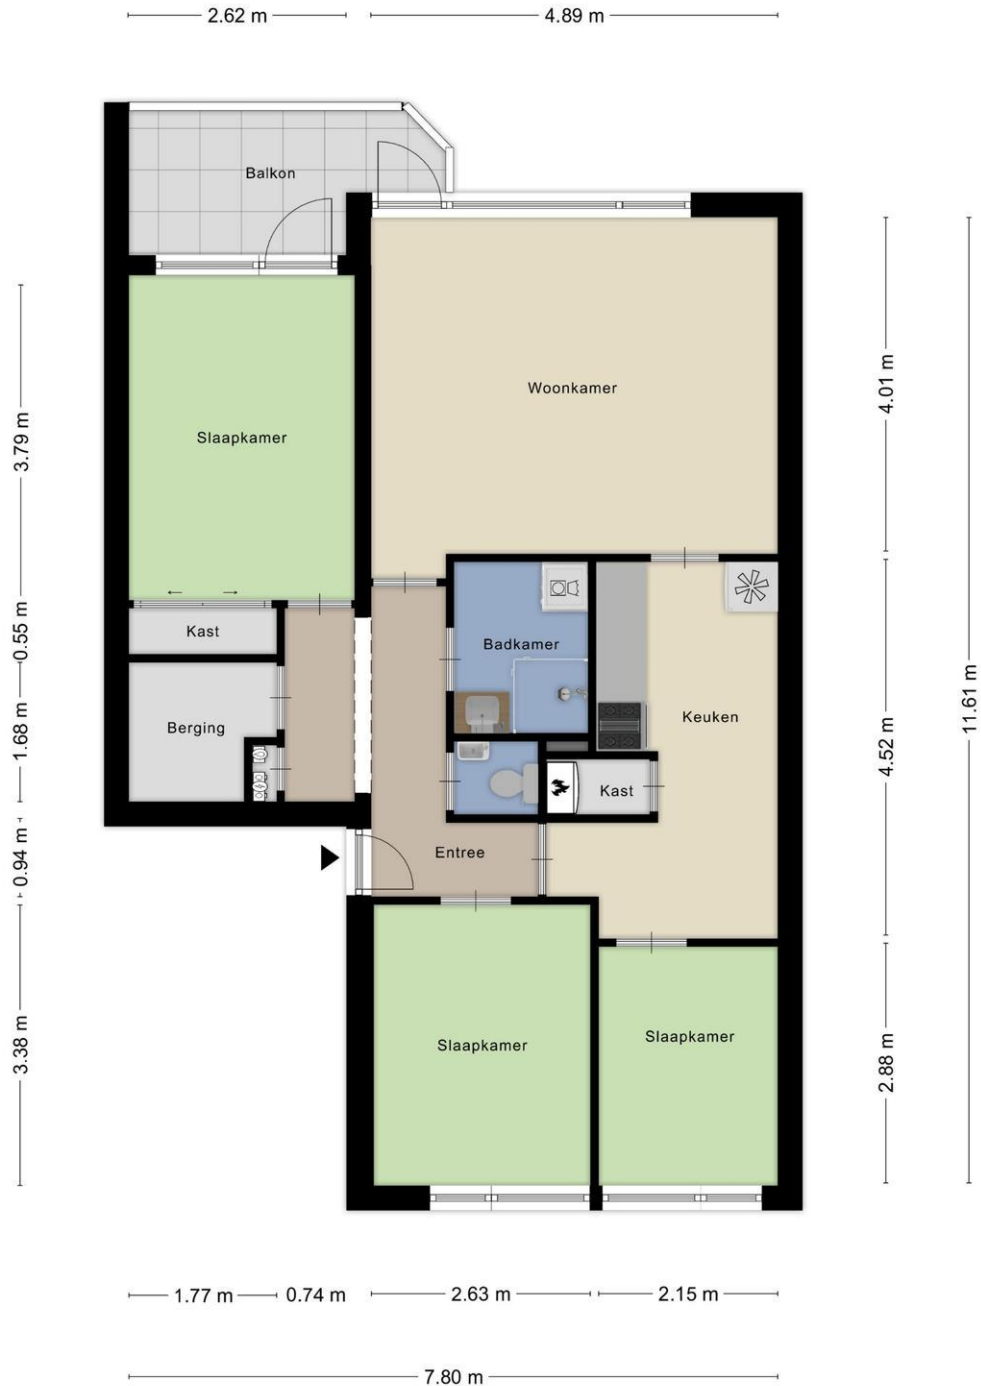 2.62 m
4.89 m
Balkon
Woonkamer
4.01 m
3.79 m
Slaapkamer
0.55 m
Kast
Badkamer
11.61 m
1.68 m
Berging
Keuken
4.52 m
Kast
0.94 m
Entree
3.38 m
Slaapkamer
Slaapkamer
2.88 m
1.77 m
0.74 m
2.63 m
2.15 m
7.80 m